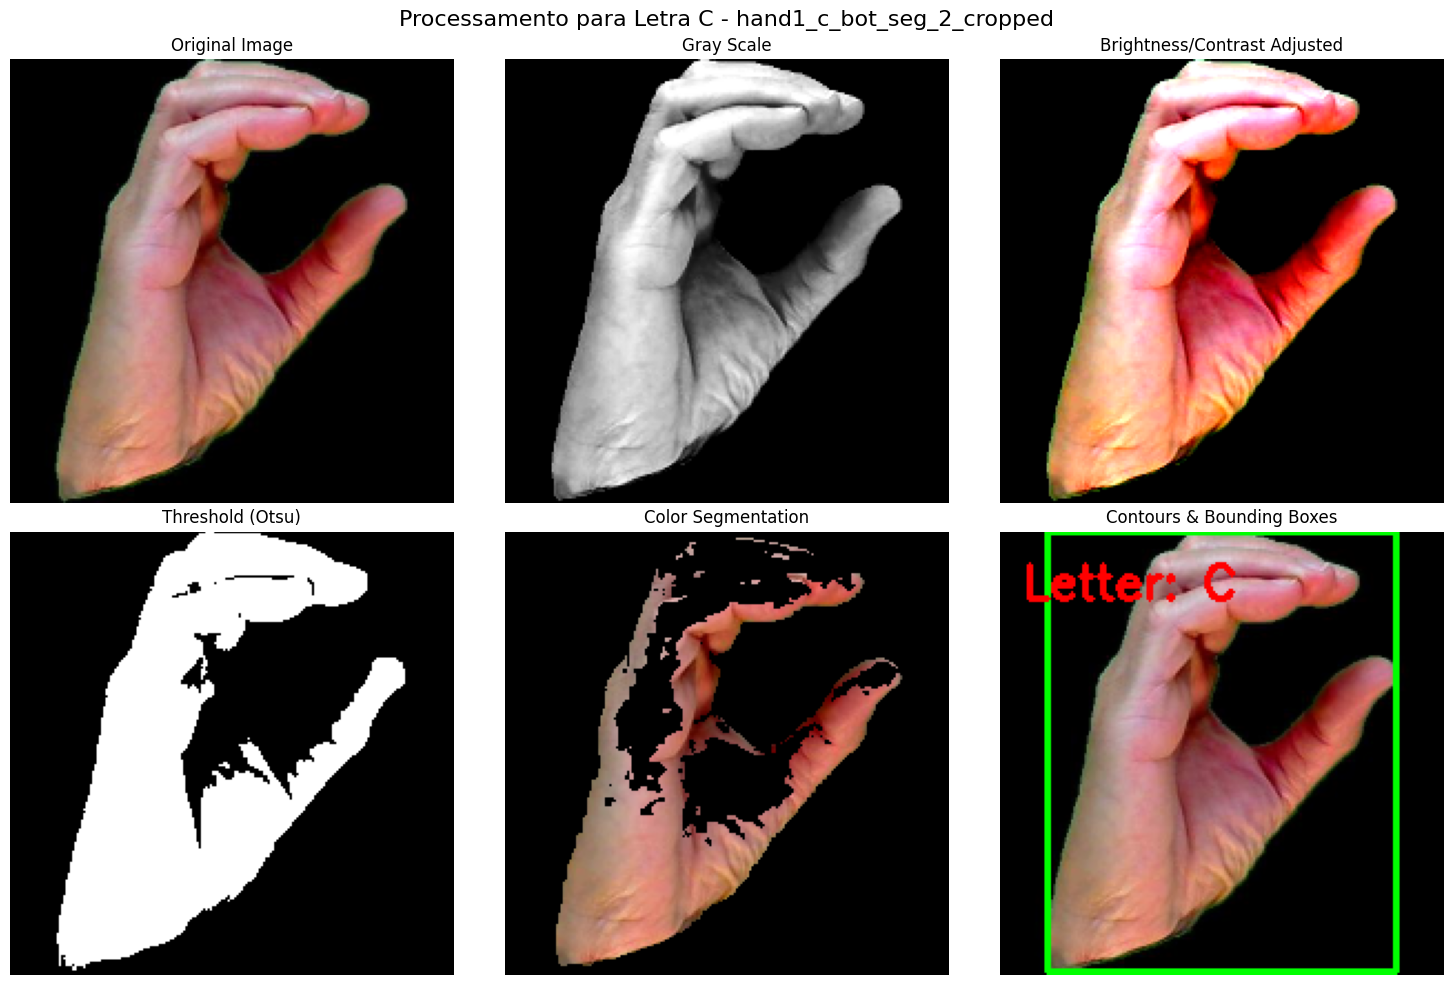 Processamento para Letra C - hand1_c_bot_seg_2_cropped
Original Image
Gray Scale
Brightness/Contrast Adjusted
Threshold (Otsu)
Color Segmentation
Contours & Bounding Boxes
Letter: C